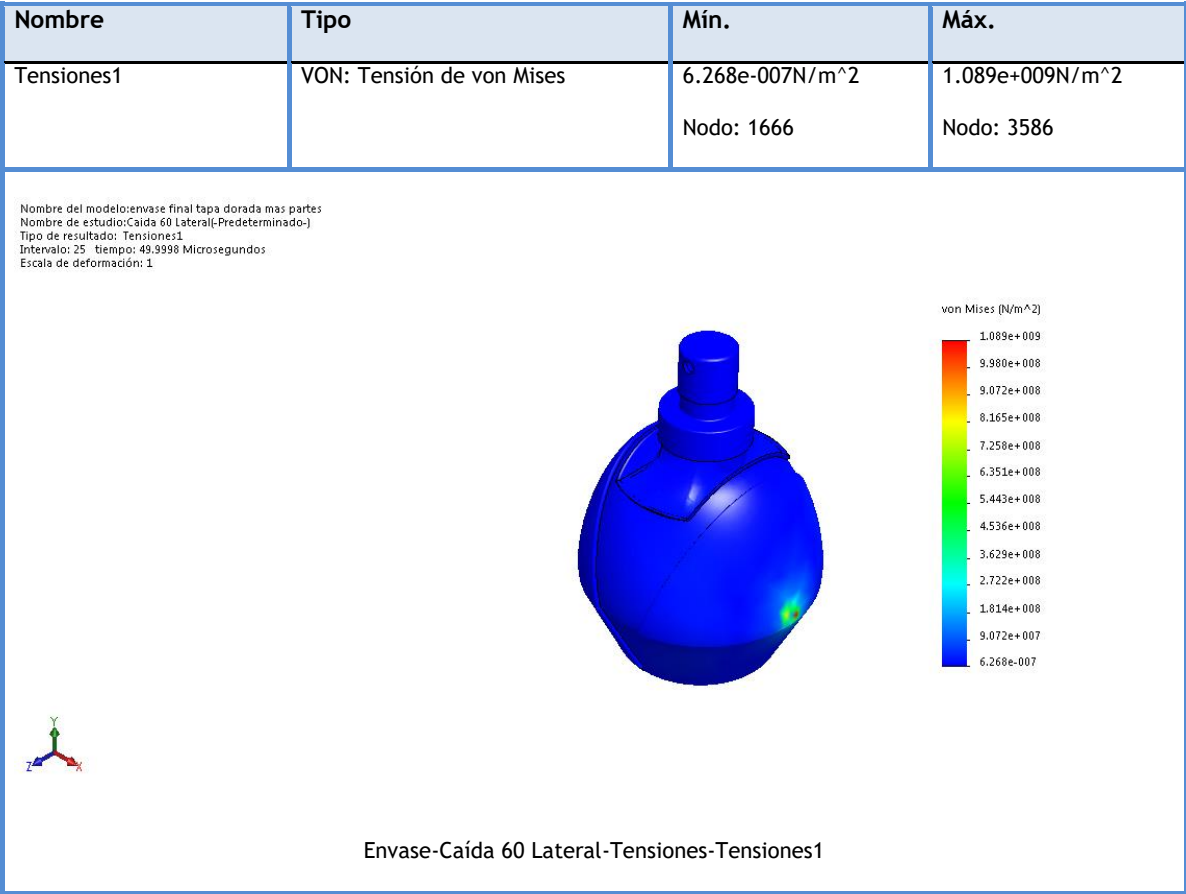 Nombre Tipo Mín. Máx.
Tensiones1 VON: Tensión de von Mises 6.268e-007N/m^2 1.089e+009N/m^2
Nodo: 1666 Nodo: 3586
Nombre del modelo:envase final tapa dorada mas partes
Nombre de estudio:Caida 60 Lateral(-Predeterminado-)
Tipo de resultado: Tensiones1
Intervalo: 25 tiempo: 49.9998 Microsegundos
Escala de deformación: 1
von Mises (N/m^2)
1.089e+009
9.980e+008
9.072e+008
8.165e+008
7.258e+008
6.351e+008
5.443e+008
4.536e+008
3.629e+008
2.722e+008
1.814e+008
9.072e+007
6.268e-007
Y
Z X
Envase-Caída 60 Lateral-Tensiones-Tensiones1